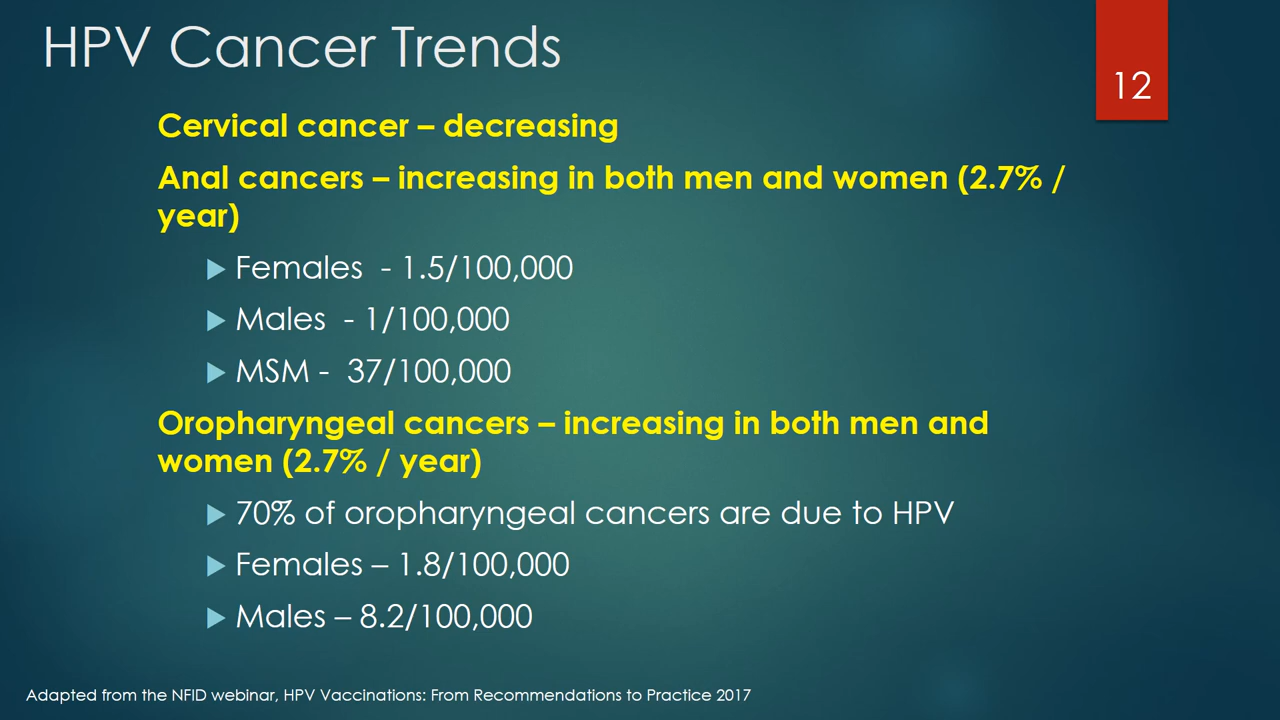 HPV Cancer Trends
12
Cervical cancer – decreasing
Anal cancers – increasing in both men and women (2.7% /
year)
Females - 1.5/100,000
Males - 1/100,000
MSM - 37/100,000
Oropharyngeal cancers – increasing in both men and
women (2.7% / year)
70% of oropharyngeal cancers are due to HPV
Females – 1.8/100,000
Males – 8.2/100,000
Adapted from the NFID webinar, HPV Vaccinations: From Recommendations to Practice 2017